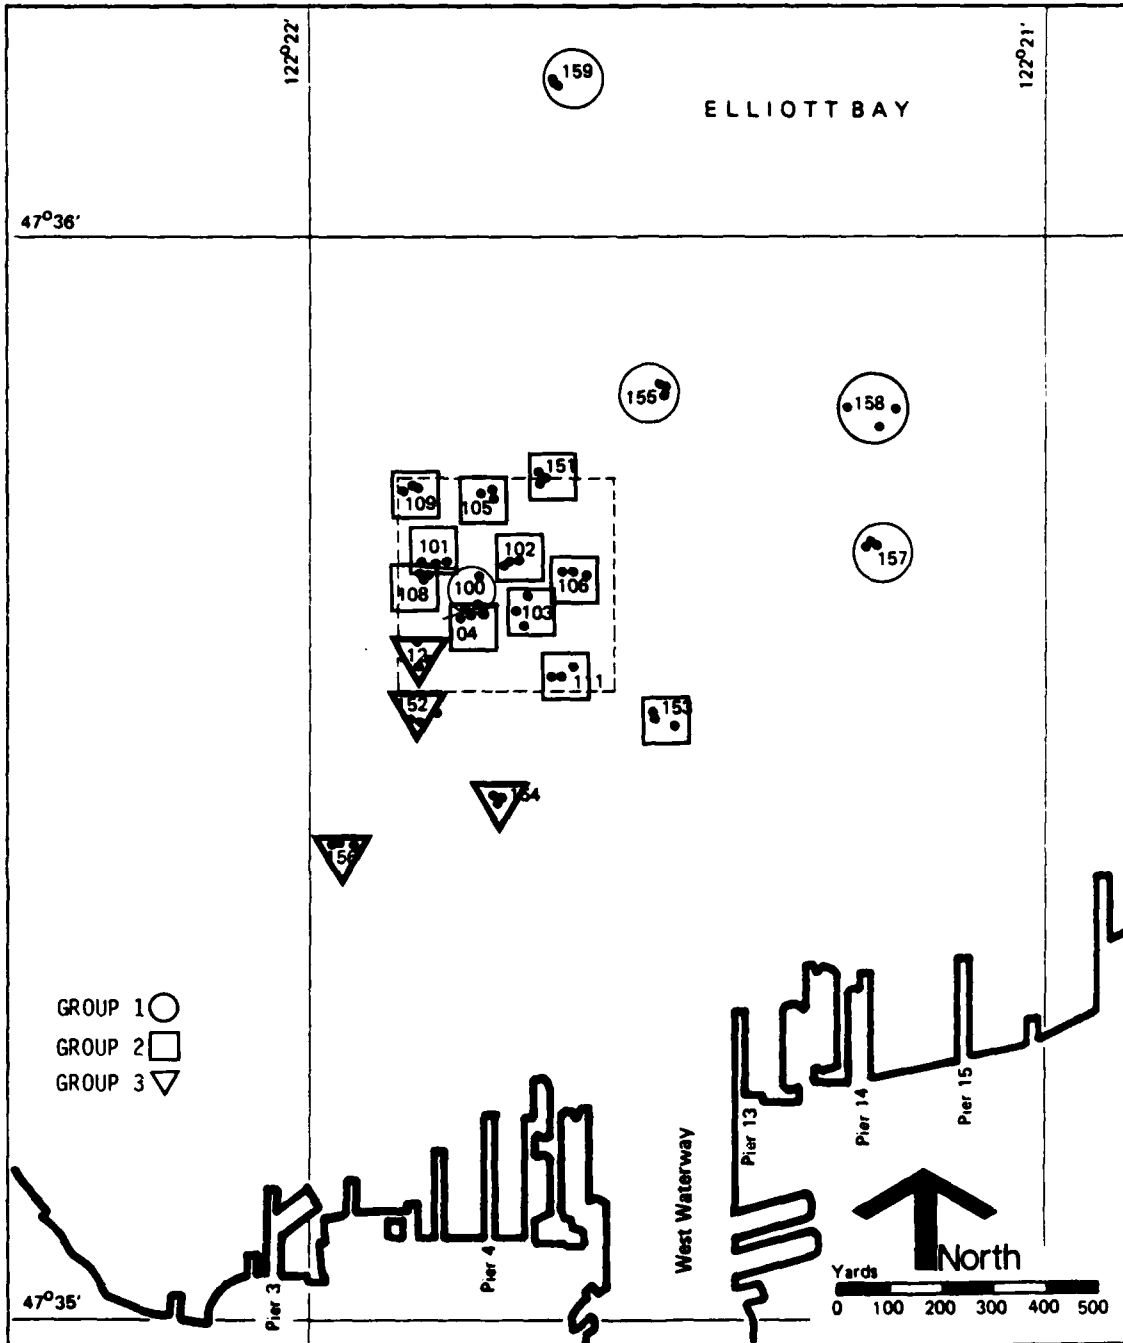 122°22'
122°21'
159
ELLIOTT BAY
47°36'
155
158
151
109
105
101
102
157
100
106
108
103
04
12
111
152
153
154
156
GROUP 1
GROUP 2
GROUP 3
Pier 13
Pier 14
Pier 15
West Waterway
Pier 4
Pier 3
North
Yards
47°35'
0 100 200 300 400 500